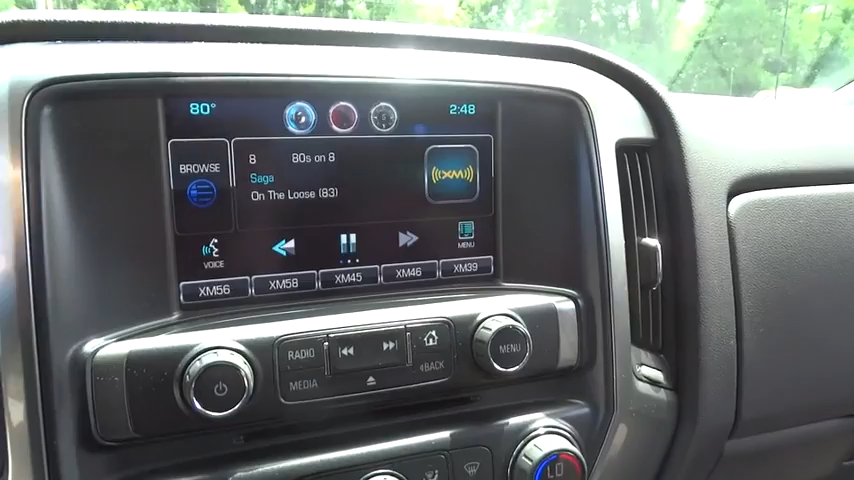 80° 2:48
BROWSE
8 80s on 8
Saga
On The Loose (83)
((XM))
VOICE
MENU
XM56 XM58 XM45 XM46 XM39
RADIO
MEDIA
BACK
MENU
LO